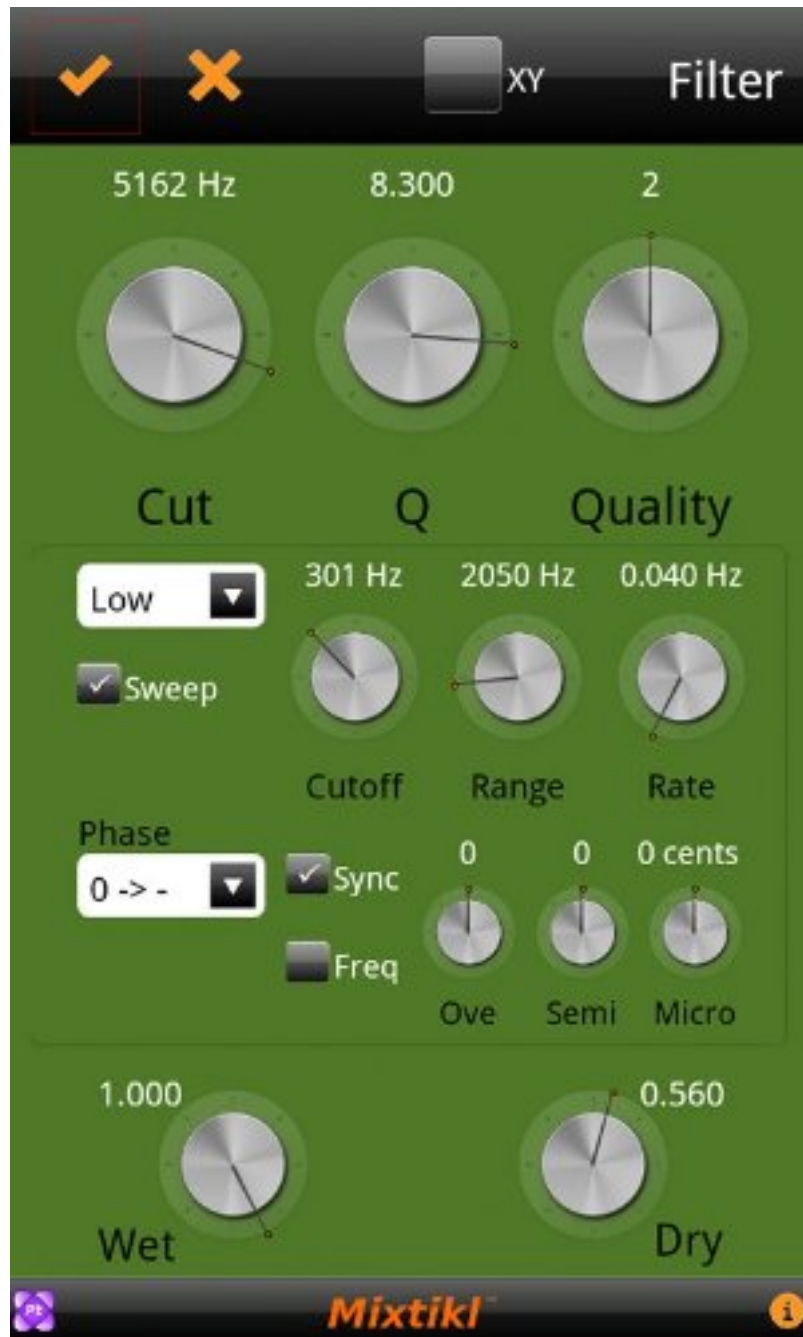 XY Filter
5162 Hz 8.300 2
Cut Q Quality
Low
301 Hz 2050 Hz 0.040 Hz
Sweep
Cutoff Range Rate
Phase
0 -> -
Sync
0 0 0 cents
Freq
Ove Semi Micro
1.000 0.560
Wet Dry
Pt Mixtikl™ i